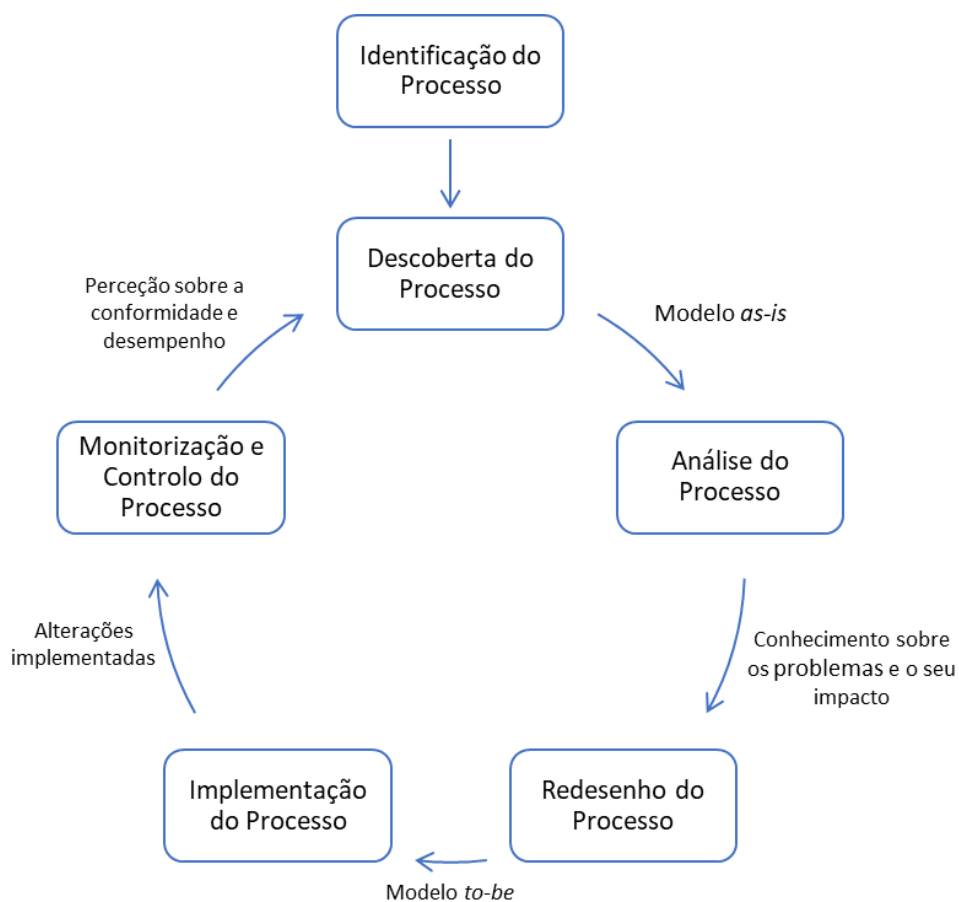 Identificação do
Processo
Descoberta do
Processo
Perceção sobre a
conformidade e
desempenho
Modelo as-is
Monitorização e
Controlo do
Processo
Análise do
Processo
Alterações
implementadas
Conhecimento sobre
os problemas e o seu
impacto
Implementação
do Processo
Redesenho do
Processo
Modelo to-be